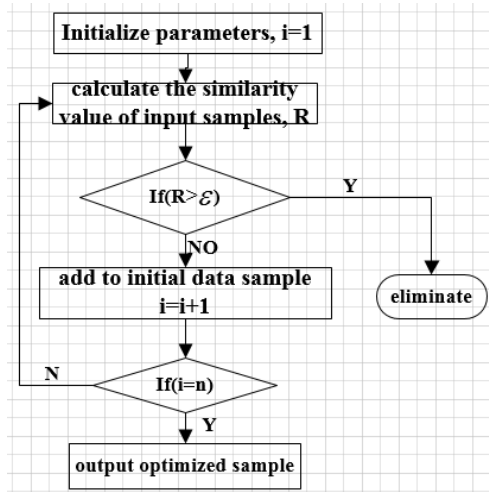 Initialize parameters, i=1
calculate the similarity
value of input samples, R
If(R>ε)
Y
NO
add to initial data sample
i=i+1
eliminate
N
If(i=n)
Y
output optimized sample